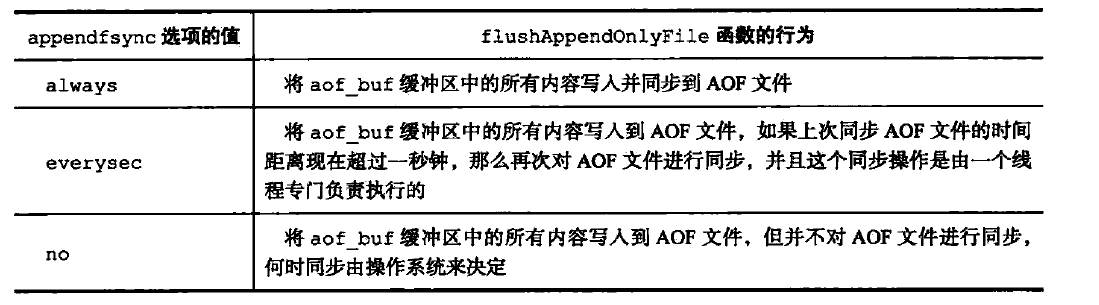 appendfsync 选项的值 flushAppendOnlyFile 函数的行为
always 将 aof_buf 缓冲区中的所有内容写入并同步到 AOF 文件
将 aof_buf 缓冲区中的所有内容写入到 AOF 文件，如果上次同步 AOF 文件的时间
everysec 距离现在超过一秒钟，那么再次对 AOF 文件进行同步，并且这个同步操作是由一个线
程专门负责执行的
将 aof_buf 缓冲区中的所有内容写入到 AOF 文件，但并不对 AOF 文件进行同步，
no 何时同步由操作系统来决定